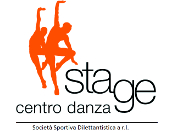 stage
centro danza
Società Sportiva Dilettantistica a r.l.